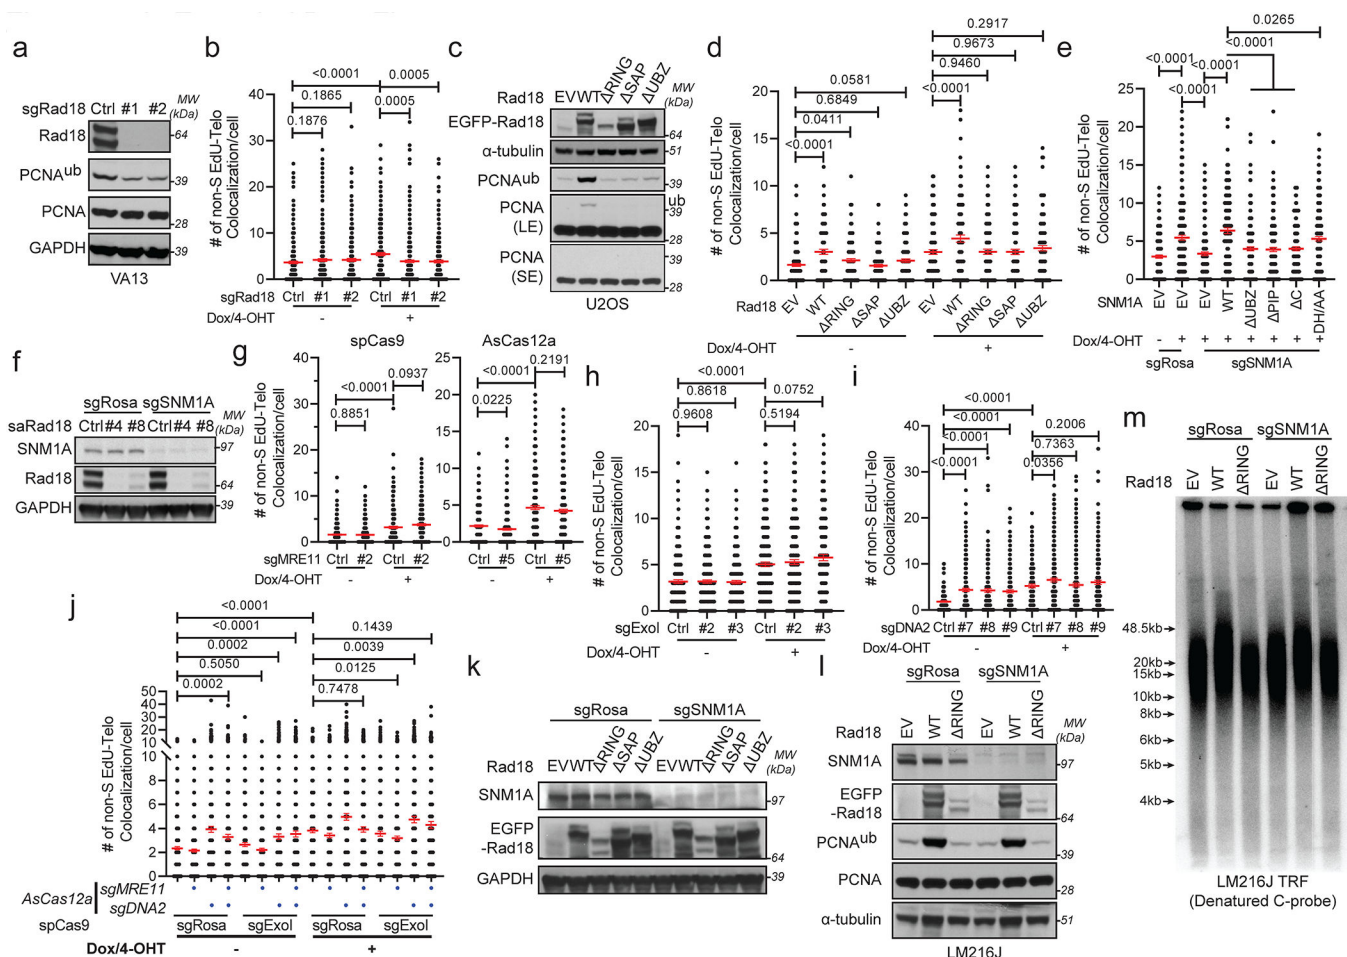 a
sgRad18 Ctrl #1 #2 MW (kDa)
Rad18 -64
PCNAub -39
PCNA -28
GAPDH -39
VA13
b
<0.0001 0.0005
0.1865 0.0005
0.1876
# of non-S EdU-Telo Colocalization/cell
40
30
20
10
0
sgRad18 Ctrl #1 #2 Ctrl #1 #2
Dox/4-OHT - +
c
Rad18 EV WT ΔRING ΔSAP ΔUBZ MW (kDa)
EGFP-Rad18 -64
α-tubulin -51
PCNAub -39
PCNA (LE) ub -39 -28
PCNA (SE) -28
U2OS
d
0.2917
0.9673
0.0581 0.9460
0.6849 <0.0001
0.0411
<0.0001
# of non-S EdU-Telo Colocalization/cell
20
15
10
5
0
Rad18 EV WT ΔRING ΔSAP ΔUBZ EV WT ΔRING ΔSAP ΔUBZ
Dox/4-OHT - +
e
0.0265
<0.0001
<0.0001 <0.0001
<0.0001
# of non-S EdU-Telo Colocalization/cell
25
20
15
10
5
0
SNM1A EV EV EV WT ΔUBZ ΔPIP ΔC DH/AA
Dox/4-OHT - + + + + + + +
sgRosa sgSNM1A
f
sgRosa sgSNM1A
saRad18 Ctrl #4 #8 Ctrl #4 #8 MW (kDa)
SNM1A -97
Rad18 -64
GAPDH -39
g
spCas9 AsCas12a
0.0937 0.2191
<0.0001 <0.0001
0.8851 0.0225
# of non-S EdU-Telo Colocalization/cell
40
30
20
10
0
25
20
15
10
5
0
sgMRE11 Ctrl #2 Ctrl #2 Ctrl #5 Ctrl #5
Dox/4-OHT - + - +
h
<0.0001
0.8618 0.0752
0.9608 0.5194
# of non-S EdU-Telo Colocalization/cell
20
15
10
5
0
sgExoI Ctrl #2 #3 Ctrl #2 #3
Dox/4-OHT - +
i
<0.0001
<0.0001 0.2006
<0.0001 0.7363
<0.0001 0.0356
# of non-S EdU-Telo Colocalization/cell
40
30
20
10
0
sgDNA2 Ctrl #7 #8 #9 Ctrl #7 #8 #9
Dox/4-OHT - +
j
<0.0001
<0.0001 0.1439
0.0002 0.0039
0.5050 0.0125
0.0002 0.7478
# of non-S EdU-Telo Colocalization/cell
50
40
30
20
10
10
8
6
4
2
0
AsCas12a sgMRE11
sgDNA2
spCas9 sgRosa sgExoI sgRosa sgExoI
Dox/4-OHT - +
k
sgRosa sgSNM1A
Rad18 EV WT ΔRING ΔSAP ΔUBZ EV WT ΔRING ΔSAP ΔUBZ MW (kDa)
SNM1A -97
EGFP -Rad18 -64
GAPDH -39
l
sgRosa sgSNM1A
Rad18 EV WT ΔRING EV WT ΔRING MW (kDa)
SNM1A -97
EGFP -Rad18 -64
PCNAub -39
PCNA -28
α-tubulin -51
LM216J
m
sgRosa sgSNM1A
Rad18 EV WT ΔRING EV WT ΔRING
48.5kb
20kb
15kb
10kb
8kb
6kb
5kb
4kb
LM216J TRF
(Denatured C-probe)